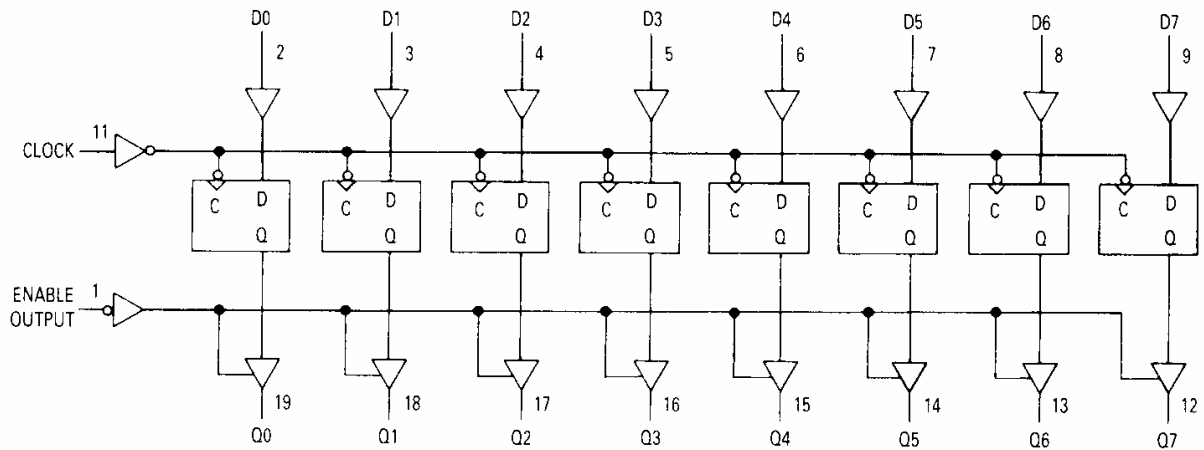 D0 D1 D2 D3 D4 D5 D6 D7
2 3 4 5 6 7 8 9
CLOCK 11
C D C D C D C D C D C D C D C D
Q Q Q Q Q Q Q Q
ENABLE OUTPUT 1
19 18 17 16 15 14 13 12
Q0 Q1 Q2 Q3 Q4 Q5 Q6 Q7